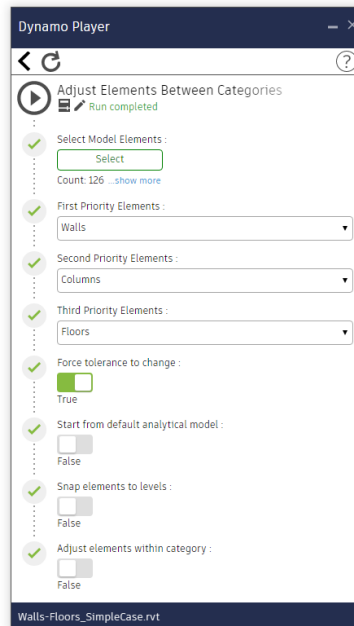 Dynamo Player
Adjust Elements Between Categories
Run completed
Select Model Elements :
Select
Count: 126 ...show more
First Priority Elements :
Walls
Second Priority Elements :
Columns
Third Priority Elements :
Floors
Force tolerance to change :
True
Start from default analytical model :
False
Snap elements to levels :
False
Adjust elements within category :
False
Walls-Floors_SimpleCase.rvt